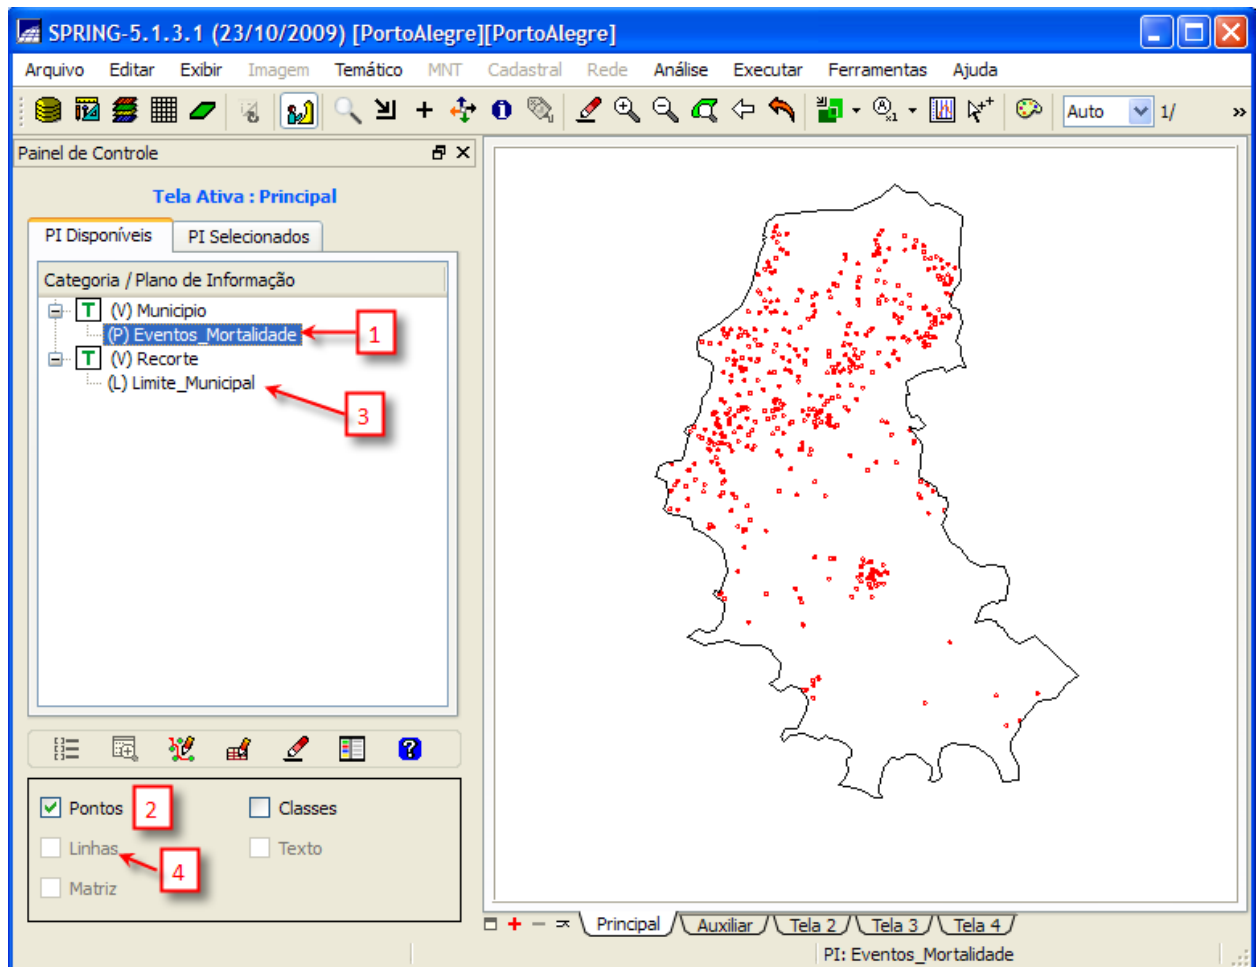 SPRING-5.1.3.1 (23/10/2009) [PortoAlegre][PortoAlegre]
Arquivo Editar Exibir Imagem Temático MNT Cadastral Rede Análise Executar Ferramentas Ajuda
Auto 1/ »
Painel de Controle
Tela Ativa : Principal
PI Disponíveis PI Selecionados
Categoria / Plano de Informação
T (V) Municipio
(P) Eventos_Mortalidade 1
T (V) Recorte
(L) Limite_Municipal
3
Pontos 2 Classes
Linhas Texto
4
Matriz
Principal Auxiliar Tela 2 Tela 3 Tela 4
PI: Eventos_Mortalidade